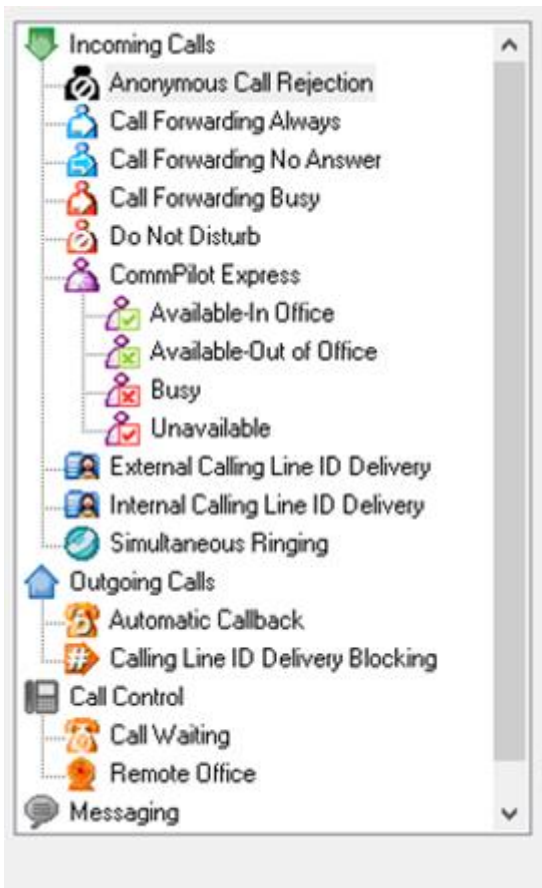 Incoming Calls
Anonymous Call Rejection
Call Forwarding Always
Call Forwarding No Answer
Call Forwarding Busy
Do Not Disturb
CommPilot Express
Available-In Office
Available-Out of Office
Busy
Unavailable
External Calling Line ID Delivery
Internal Calling Line ID Delivery
Simultaneous Ringing
Outgoing Calls
Automatic Callback
# Calling Line ID Delivery Blocking
Call Control
Call Waiting
Remote Office
Messaging